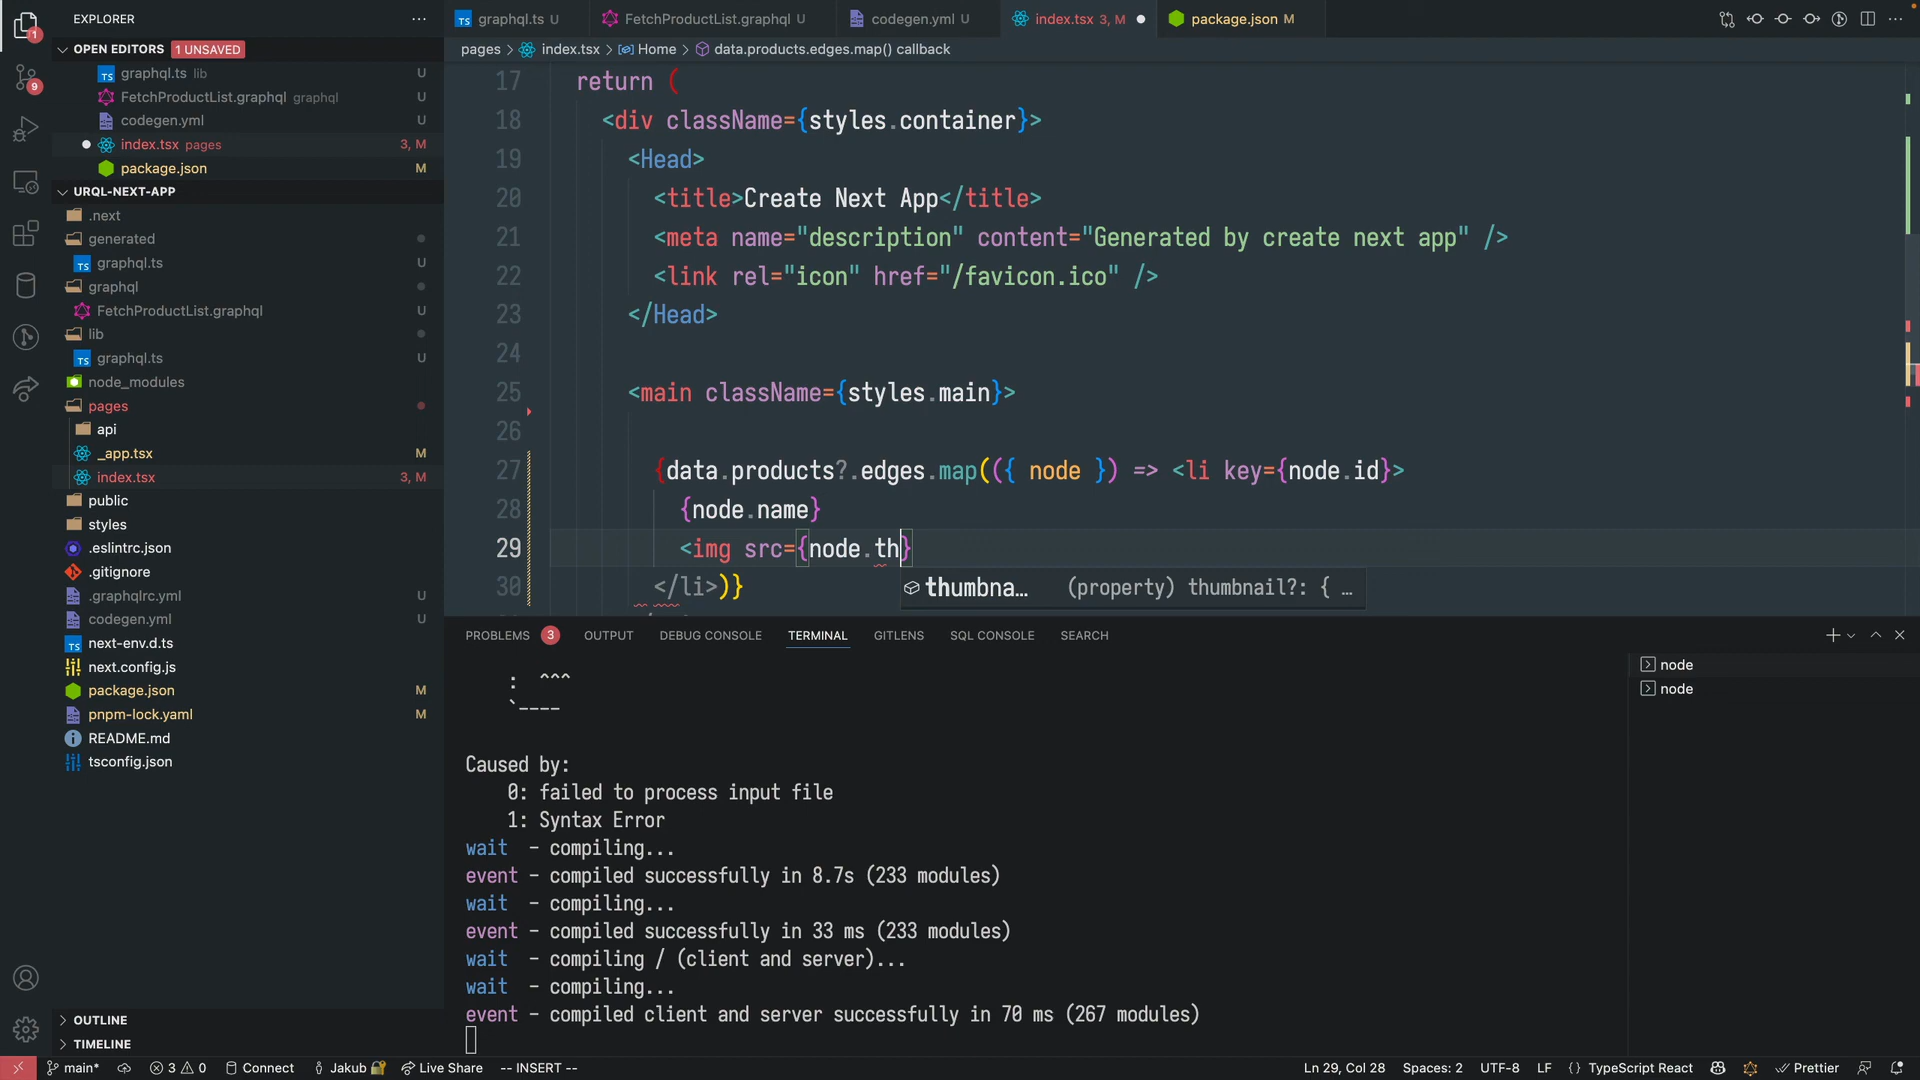 EXPLORER
OPEN EDITORS 1 UNSAVED
TS graphql.ts lib U
FetchProductList.graphql graphql U
codegen.yml U
index.tsx pages 3, M
package.json M
URQL-NEXT-APP
.next
generated
TS graphql.ts U
graphql
FetchProductList.graphql U
lib
TS graphql.ts U
node_modules
pages
api
_app.tsx M
index.tsx 3, M
public
styles
.eslintrc.json
.gitignore
.graphqlrc.yml U
codegen.yml U
TS next-env.d.ts
next.config.js
package.json M
pnpm-lock.yaml M
README.md
tsconfig.json
OUTLINE
TIMELINE
1
9
TS graphql.ts U FetchProductList.graphql U codegen.yml U index.tsx 3, M package.json M
pages > index.tsx > Home > data.products.edges.map() callback
17 return (
18 <div className={styles.container}>
19 <Head>
20 <title>Create Next App</title>
21 <meta name="description" content="Generated by create next app" />
22 <link rel="icon" href="/favicon.ico" />
23 </Head>
24
25 <main className={styles.main}>
26
27 {data.products?.edges.map(({ node }) => <li key={node.id}>
28 {node.name}
29 <img src={node.th}
30 </li>)}
thumbna… (property) thumbnail?: { …
PROBLEMS 3 OUTPUT DEBUG CONSOLE TERMINAL GITLENS SQL CONSOLE SEARCH
: ^^^
`----
Caused by:
0: failed to process input file
1: Syntax Error
wait - compiling...
event - compiled successfully in 8.7s (233 modules)
wait - compiling...
event - compiled successfully in 33 ms (233 modules)
wait - compiling / (client and server)...
wait - compiling...
event - compiled client and server successfully in 70 ms (267 modules)
node
node
main* 3 0 Connect Jakub Live Share -- INSERT -- Ln 29, Col 28 Spaces: 2 UTF-8 LF {} TypeScript React Prettier